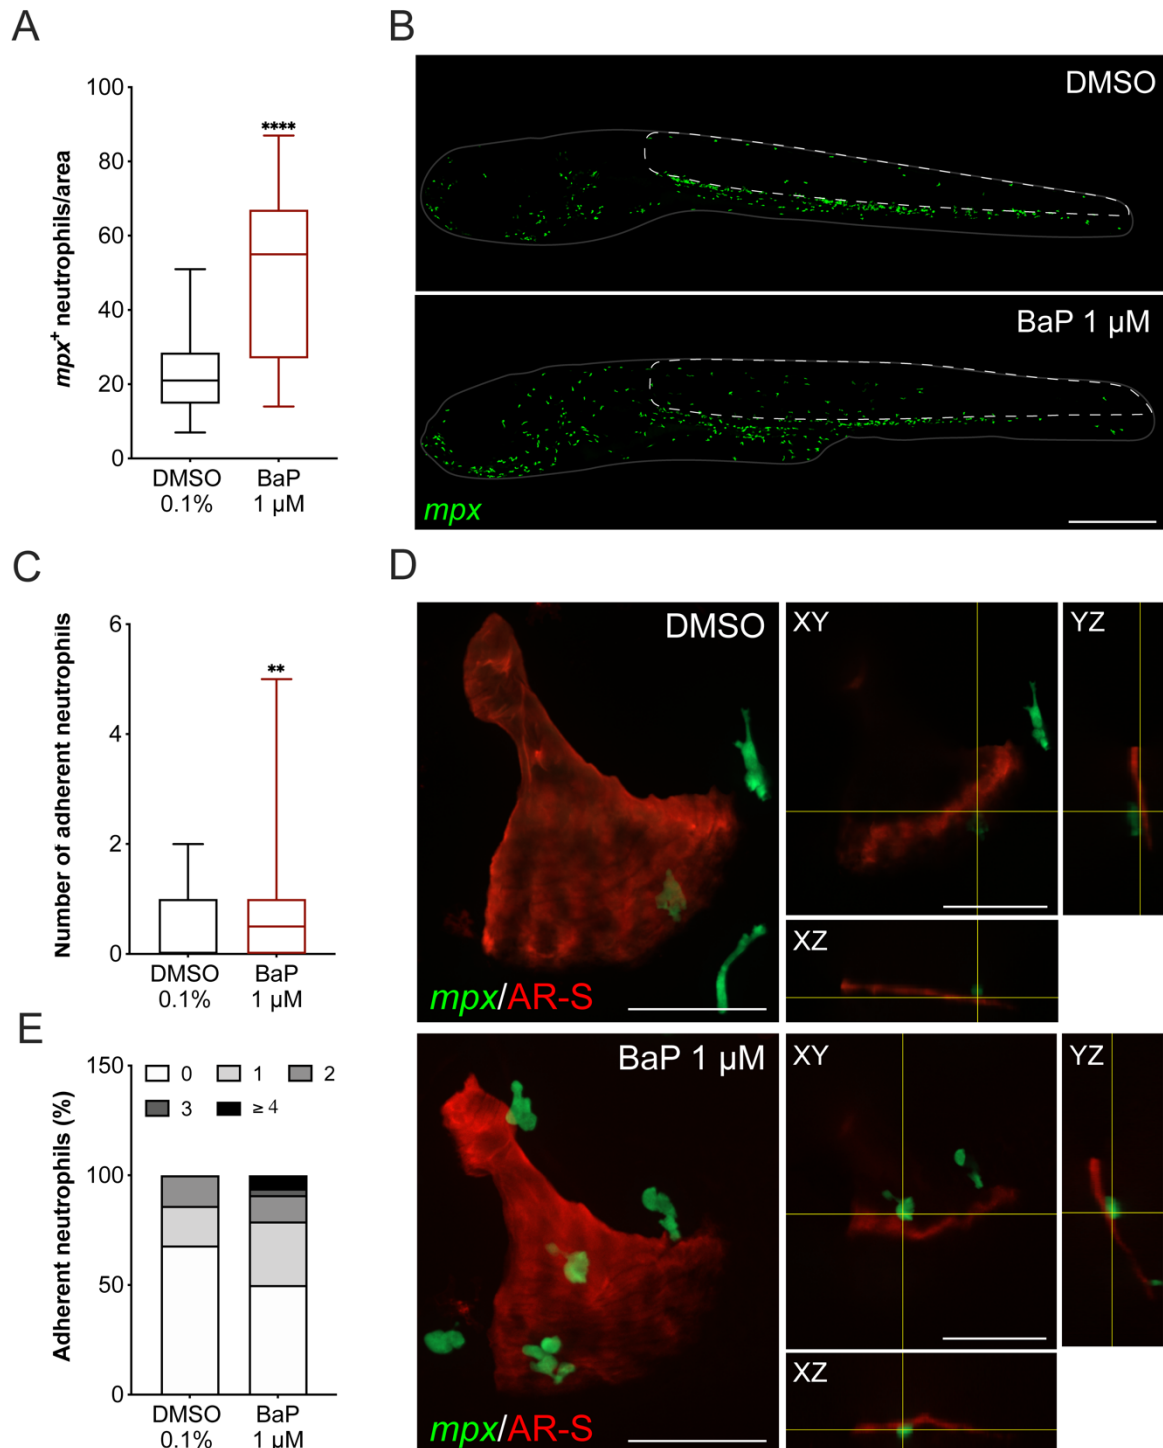 A
mpx+ neutrophils/area
100
80
60
40
20
0
****
DMSO
0.1%
BaP
1 µM
B
DMSO
BaP 1 µM
mpx
C
Number of adherent neutrophils
6
4
2
0
**
DMSO
0.1%
BaP
1 µM
D
DMSO
mpx/AR-S
XY
YZ
XZ
BaP 1 µM
mpx/AR-S
XY
YZ
XZ
E
Adherent neutrophils (%)
150
100
50
0
0 1 2
3 ≥ 4
DMSO
0.1%
BaP
1 µM